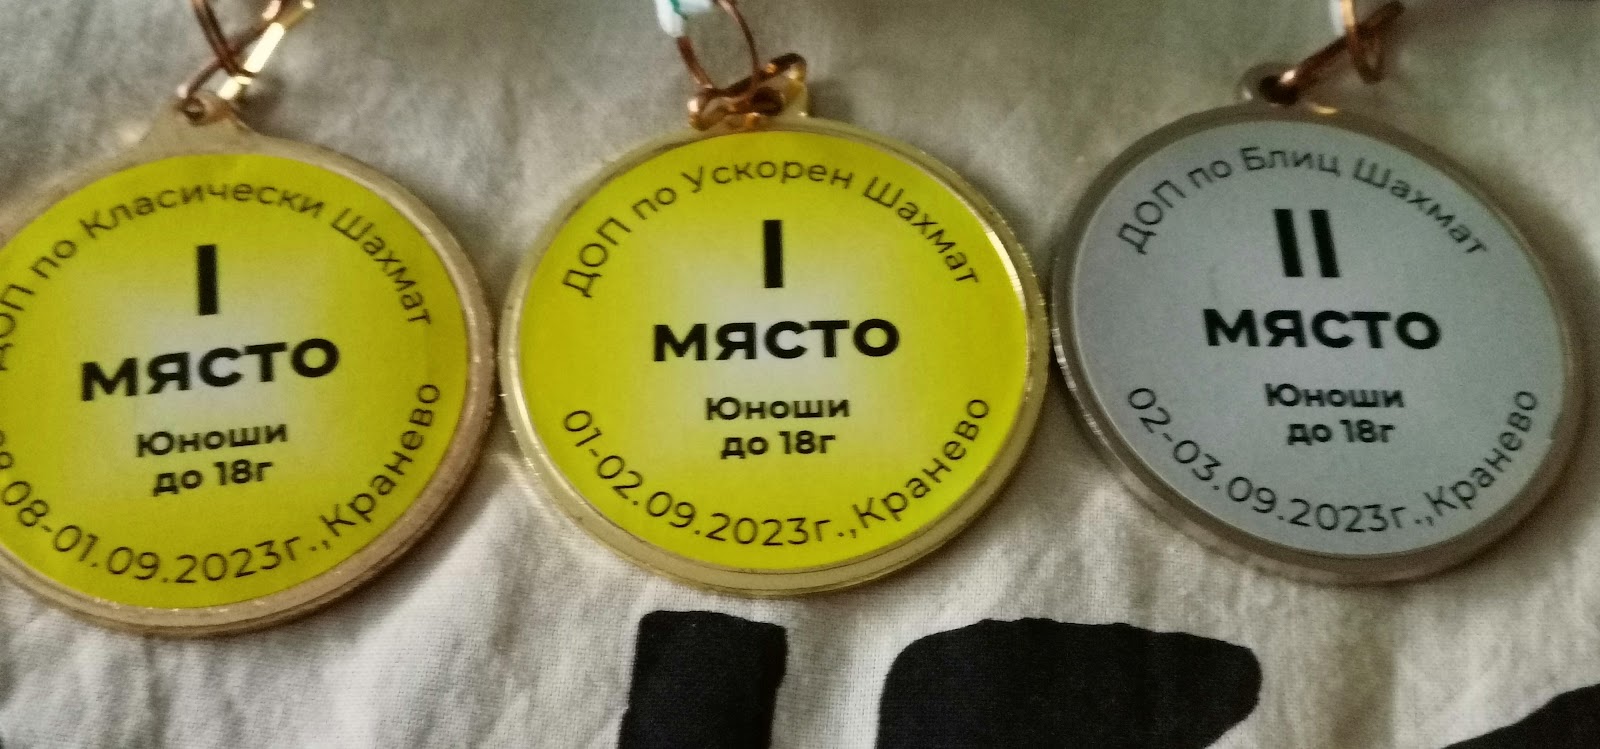 ДОП по Класически Шахмат
I
МЯСТО
Юноши
до 18г
.08-01.09.2023г.,Кранево
ДОП по Ускорен Шахмат
I
МЯСТО
Юноши
до 18г
01-02.09.2023г.,Кранево
ДОП по Блиц Шахмат
II
МЯСТО
Юноши
до 18г
02-03.09.2023г.,Кранево